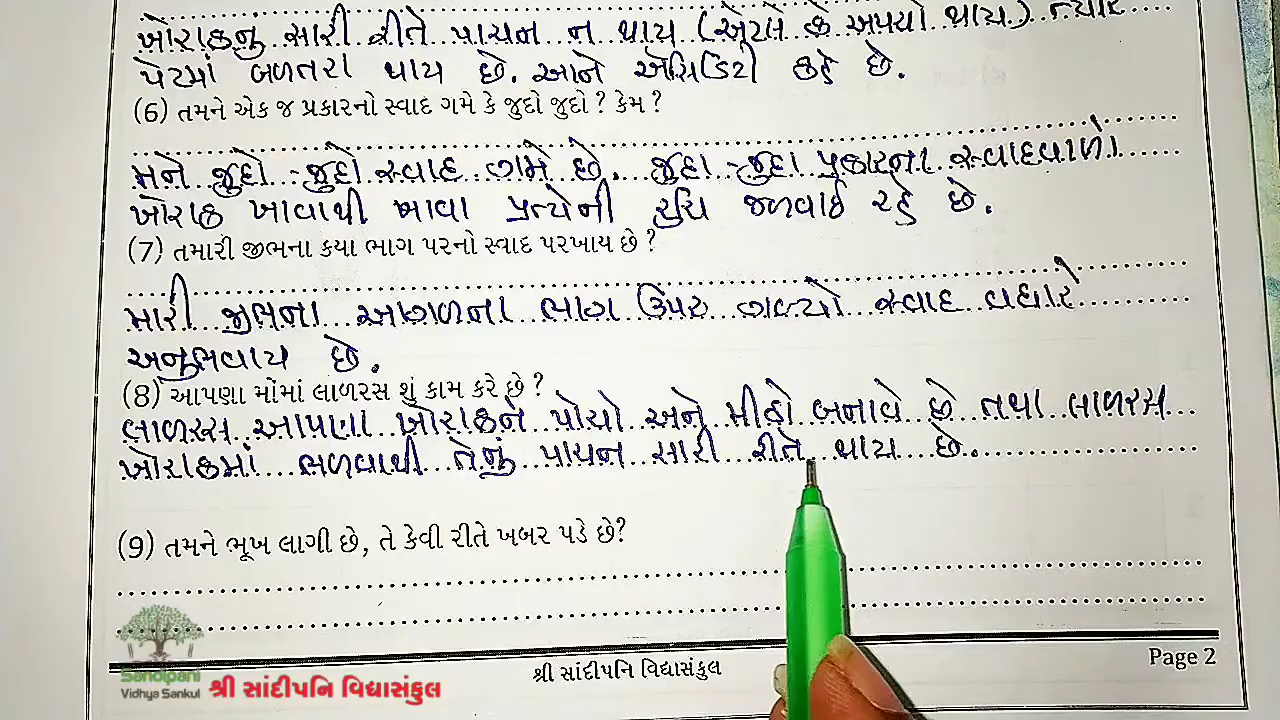 ખોરાકનું સારી રીતે પાચન ન થાય (એટલે કે અપચો થાય) ત્યારે
પેટમાં બળતરા થાય છે. આને એસિડિટી કહે છે.
(6) તમને એક જ પ્રકારનો સ્વાદ ગમે કે જુદો જુદો ? કેમ ?
મને જુદો-જુદો સ્વાદ ગમે છે. જુદા-જુદા પ્રકારના સ્વાદવાળો
ખોરાક ખાવાથી ખાવા પ્રત્યેની રુચિ જળવાઈ રહે છે.
(7) તમારી જીભના કયા ભાગ પરનો સ્વાદ પરખાય છે ?
મારી જીભના આગળના ભાગ ઉપર ગળ્યો સ્વાદ વધારે
અનુભવાય છે.
(8) આપણા મોંમાં લાળરસ શું કામ કરે છે ?
લાળરસ આપણા ખોરાકને પોચો અને મીઠો બનાવે છે તથા લાળરસ
ખોરાકમાં ભળવાથી તેનું પાચન સારી રીતે થાય છે.
(9) તમને ભૂખ લાગી છે, તે કેવી રીતે ખબર પડે છે?
શ્રી સાંદીપનિ વિદ્યાસંકુલ
Page 2
Sandipani
Vidhya Sankul
શ્રી સાંદીપનિ વિદ્યાસંકુલ